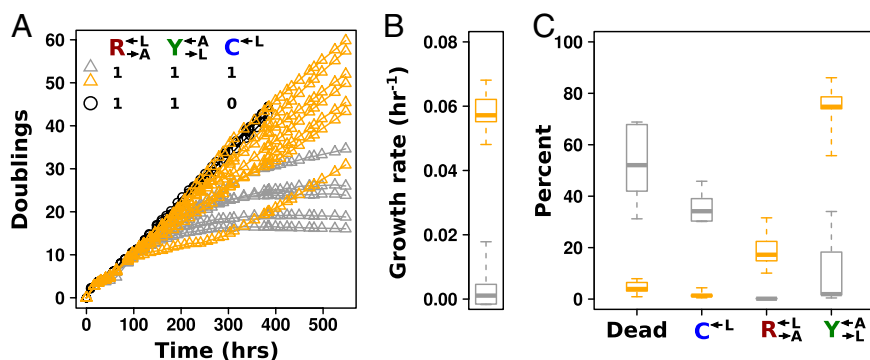 A
B
C
R ←L →A Y ←A →L C ←L
1 1 1
1 1 0
Doublings
60
50
40
30
20
10
0
0 100 200 300 400 500
Time (hrs)
Growth rate (hr-1)
0.08
0.06
0.04
0.02
0.00
Percent
100
80
60
40
20
0
Dead C ←L R ←L →A Y ←A →L